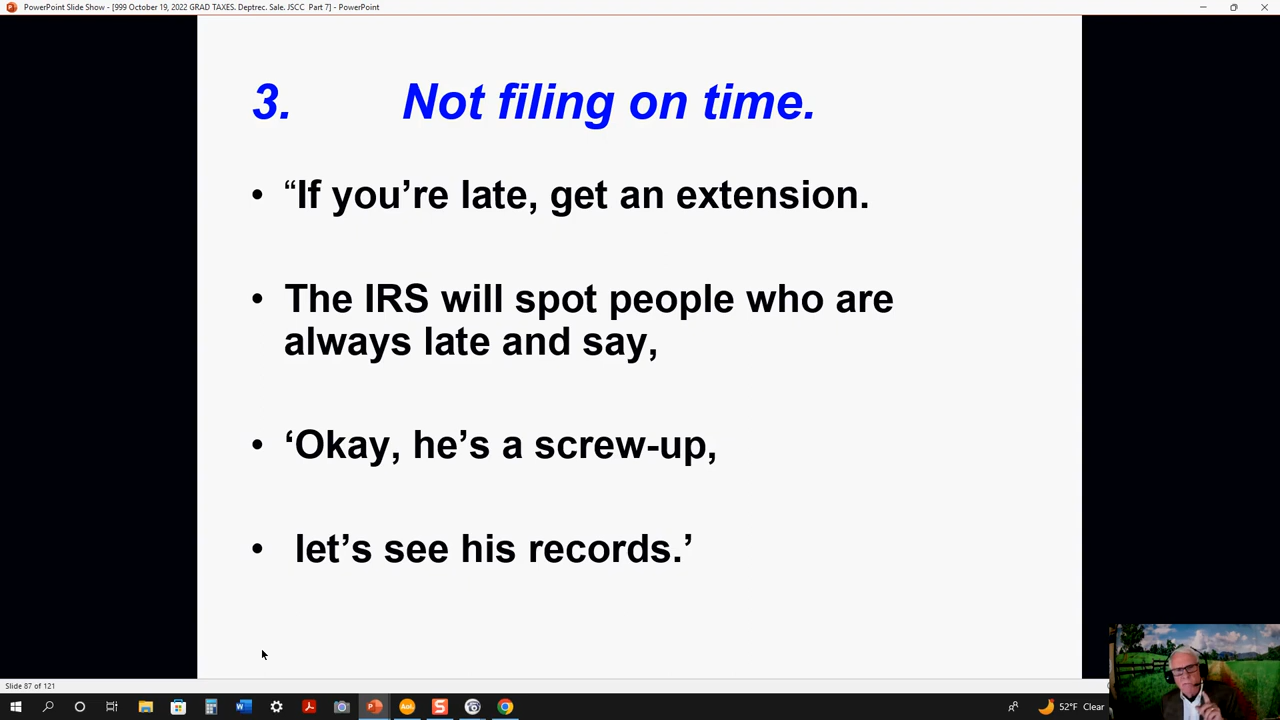 PowerPoint Slide Show - [999 October 19, 2022 GRAD TAXES. Deptrec. Sale. JSCC Part 7] - PowerPoint
3. Not filing on time.
• “If you’re late, get an extension.
• The IRS will spot people who are
always late and say,
• ‘Okay, he’s a screw-up,
• let’s see his records.’
Slide 87 of 121
Aol.
52°F Clear